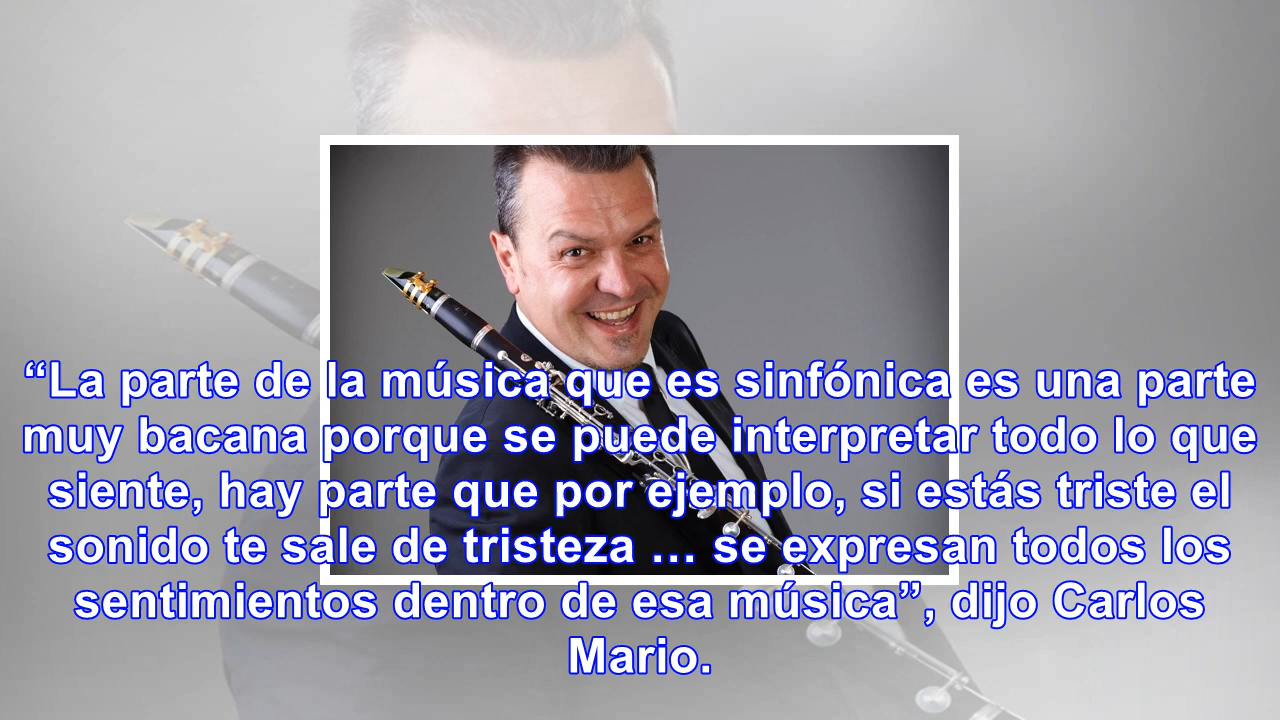 “La parte de la música que es sinfónica es una parte
muy bacana porque se puede interpretar todo lo que
siente, hay parte que por ejemplo, si estás triste el
sonido te sale de tristeza … se expresan todos los
sentimientos dentro de esa música”, dijo Carlos
Mario.